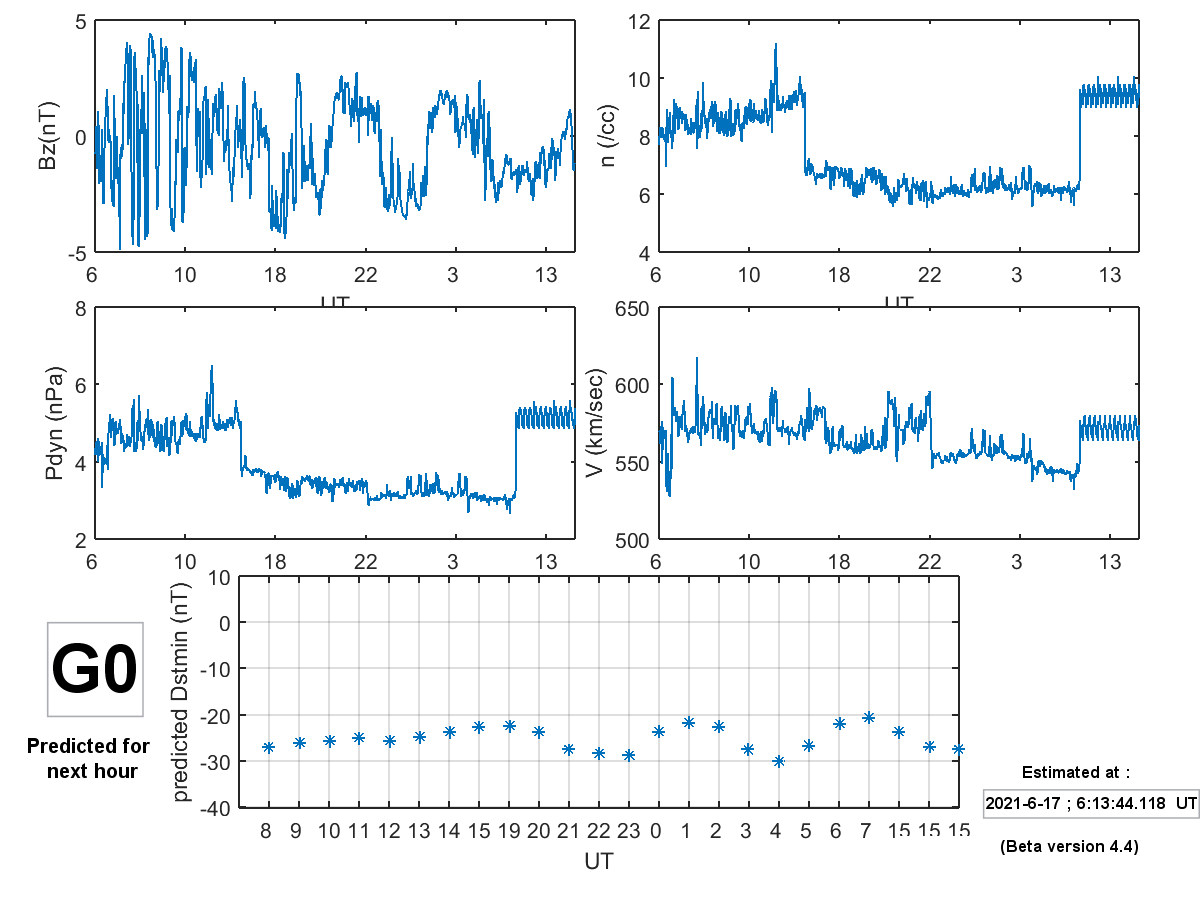 5
0
-5
Bz(nT)
6 10 18 22 3 13
UT
12
10
8
6
4
n (/cc)
6 10 18 22 3 13
UT
8
6
4
2
Pdyn (nPa)
6 10 18 22 3 13
650
600
550
500
V (km/sec)
6 10 18 22 3 13
10
0
-10
-20
-30
-40
predicted Dstmin (nT)
8 9 10 11 12 13 14 15 19 20 21 22 23 0 1 2 3 4 5 6 7 15 15 15
UT
G0
Predicted for
next hour
Estimated at :
2021-6-17 ; 6:13:44.118 UT
(Beta version 4.4)